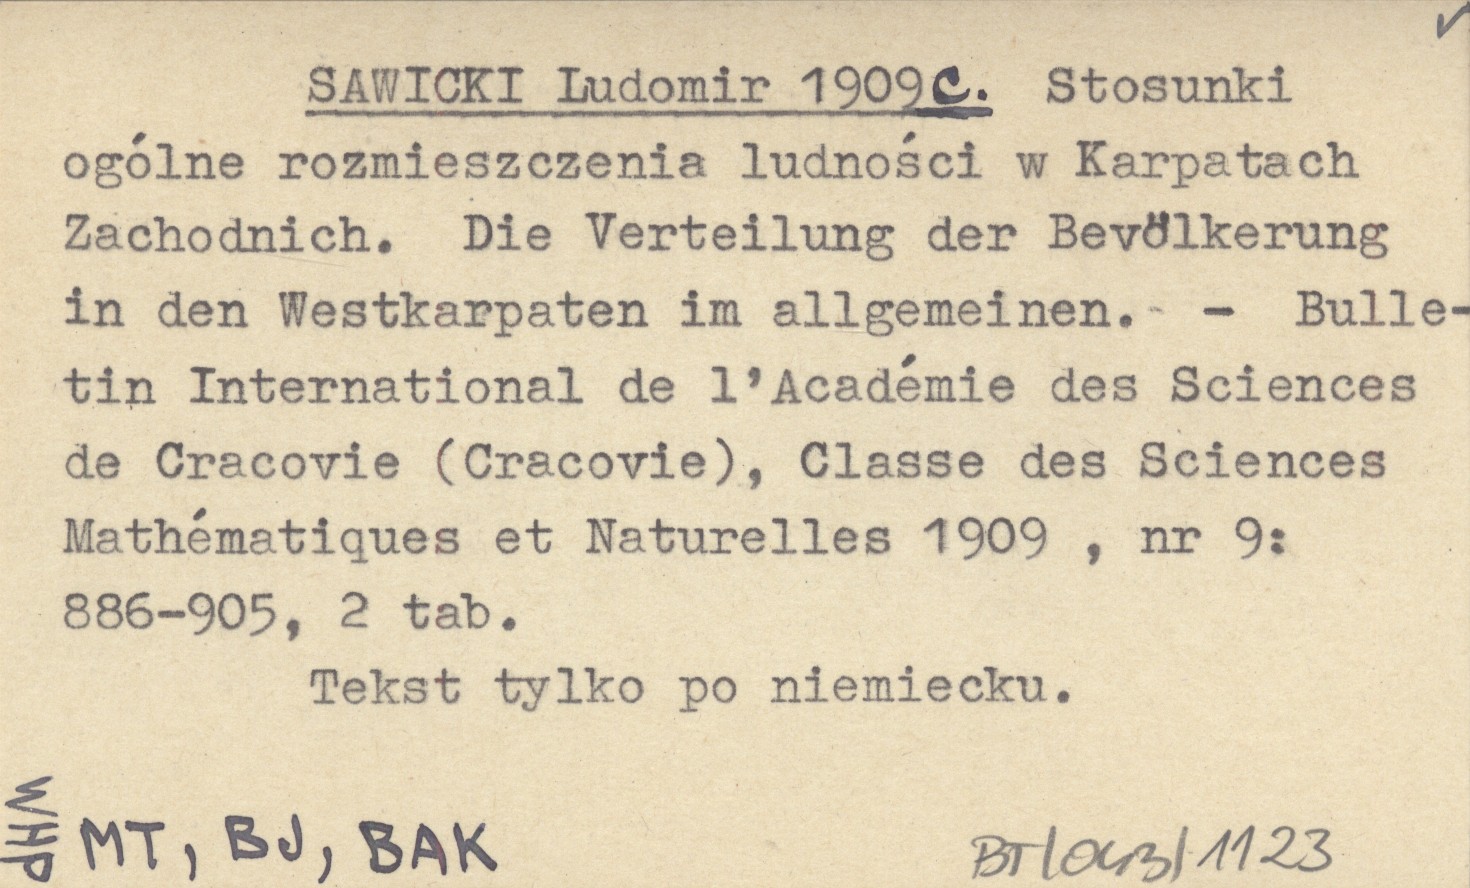 SAWICKI Ludomir 1909c. Stosunki
ogólne rozmieszczenia ludności w Karpatach
Zachodnich. Die Verteilung der Bevölkerung
in den Westkarpaten im allgemeinen. - Bulle-
tin International de l'Académie des Sciences
de Cracovie (Cracovie), Classe des Sciences
Mathématiques et Naturelles 1909 , nr 9:
886-905, 2 tab.
Tekst tylko po niemiecku.
WHP
MT, BJ, BAK
BT/043/1123